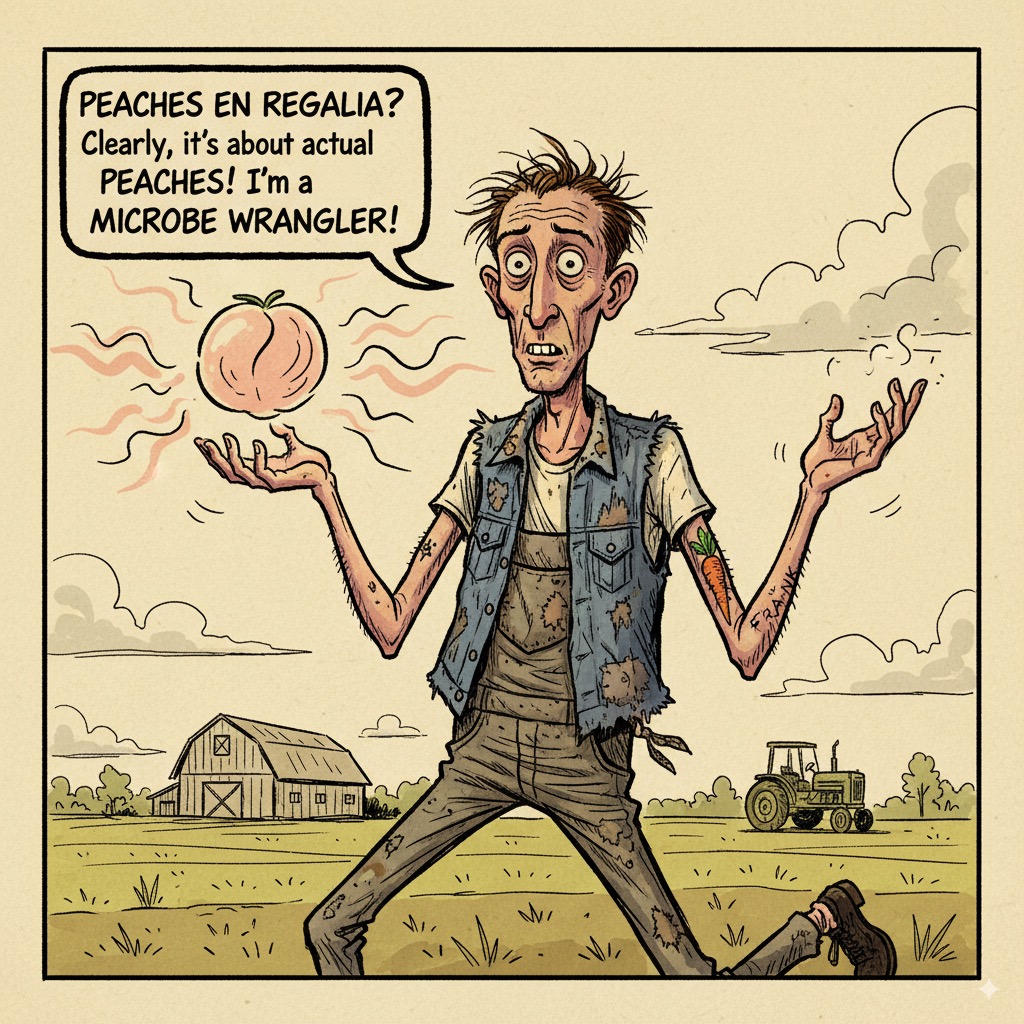 PEACHES EN REGALIA?
Clearly, it's about actual
PEACHES! I'm a
MICROBE WRANGLER!
FRANK